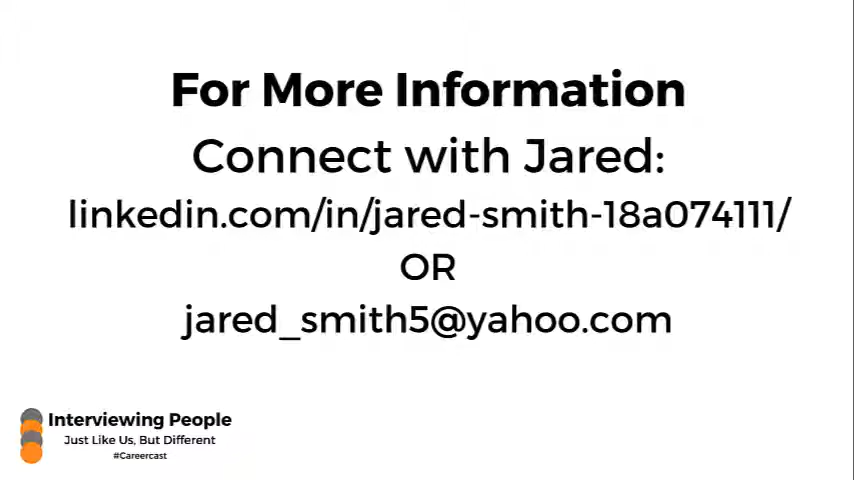 For More Information
Connect with Jared:
linkedin.com/in/jared-smith-18a074111/
OR
jared_smith5@yahoo.com
Interviewing People
Just Like Us, But Different
#Careercast